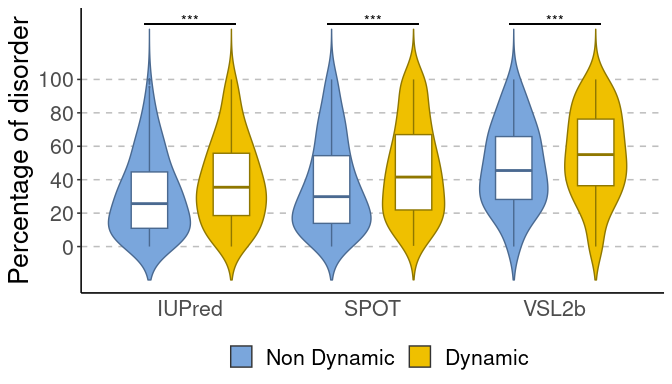 *** *** ***
Percentage of disorder
100
80
60
40
20
0
IUPred SPOT VSL2b
Non Dynamic Dynamic